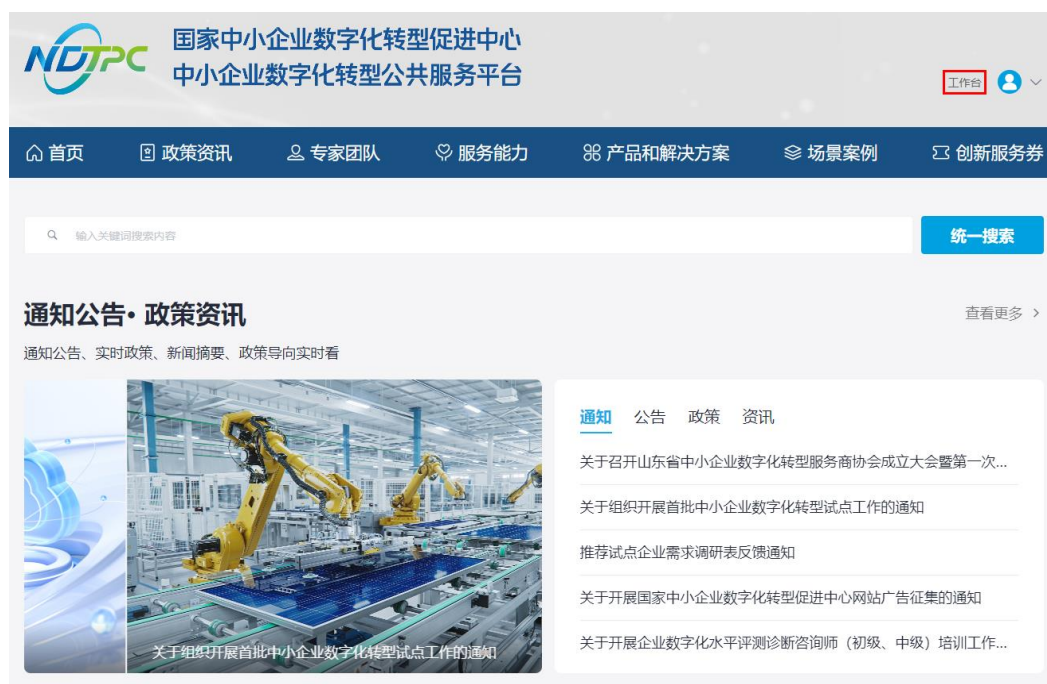 NDTPC
国家中小企业数字化转型促进中心
中小企业数字化转型公共服务平台
工作台
首页 政策资讯 专家团队 服务能力 产品和解决方案 场景案例 创新服务券
输入关键词搜索内容 统一搜索
通知公告• 政策资讯 查看更多
通知公告、实时政策、新闻摘要、政策导向实时看
关于组织开展首批中小企业数字化转型试点工作的通知
通知 公告 政策 资讯
关于召开山东省中小企业数字化转型服务商协会成立大会暨第一次...
关于组织开展首批中小企业数字化转型试点工作的通知
推荐试点企业需求调研表反馈通知
关于开展国家中小企业数字化转型促进中心网站广告征集的通知
关于开展企业数字化水平评测诊断咨询师（初级、中级）培训工作...